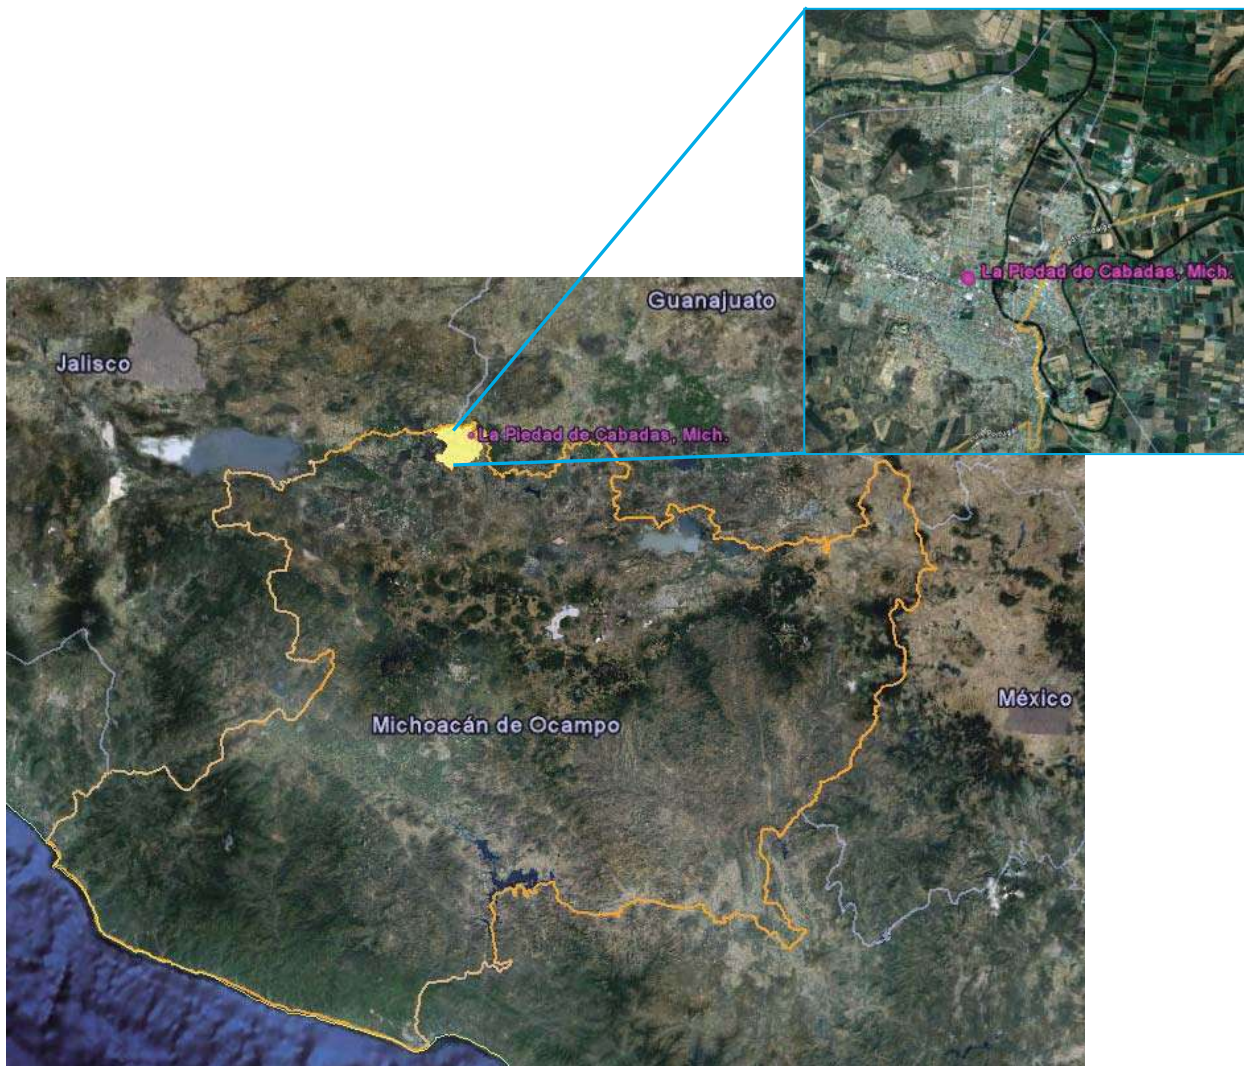 La Piedad de Cabadas, Mich.
Guanajuato
Jalisco
La Piedad de Cabadas, Mich.
México
Michoacán de Ocampo